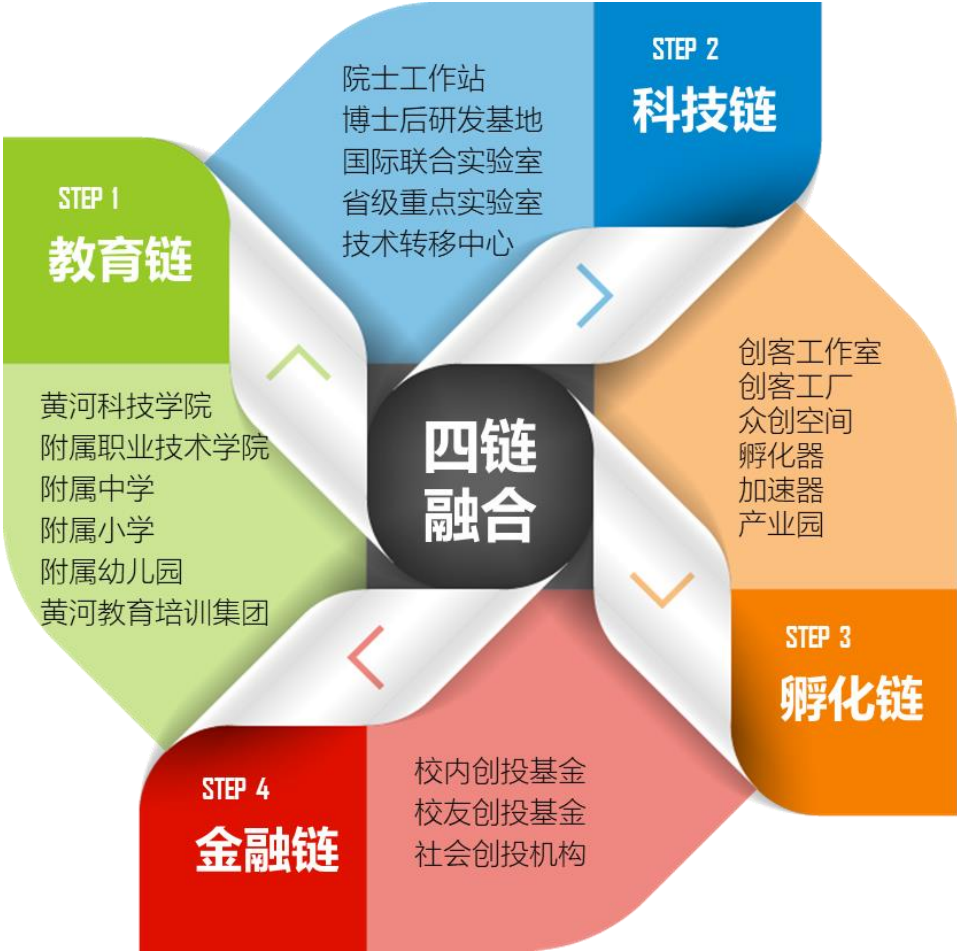 STEP 1
教育链
黄河科技学院
附属职业技术学院
附属中学
附属小学
附属幼儿园
黄河教育培训集团
STEP 2
科技链
院士工作站
博士后研发基地
国际联合实验室
省级重点实验室
技术转移中心
四链
融合
创客工作室
创客工厂
众创空间
孵化器
加速器
产业园
STEP 3
孵化链
STEP 4
金融链
校内创投基金
校友创投基金
社会创投机构